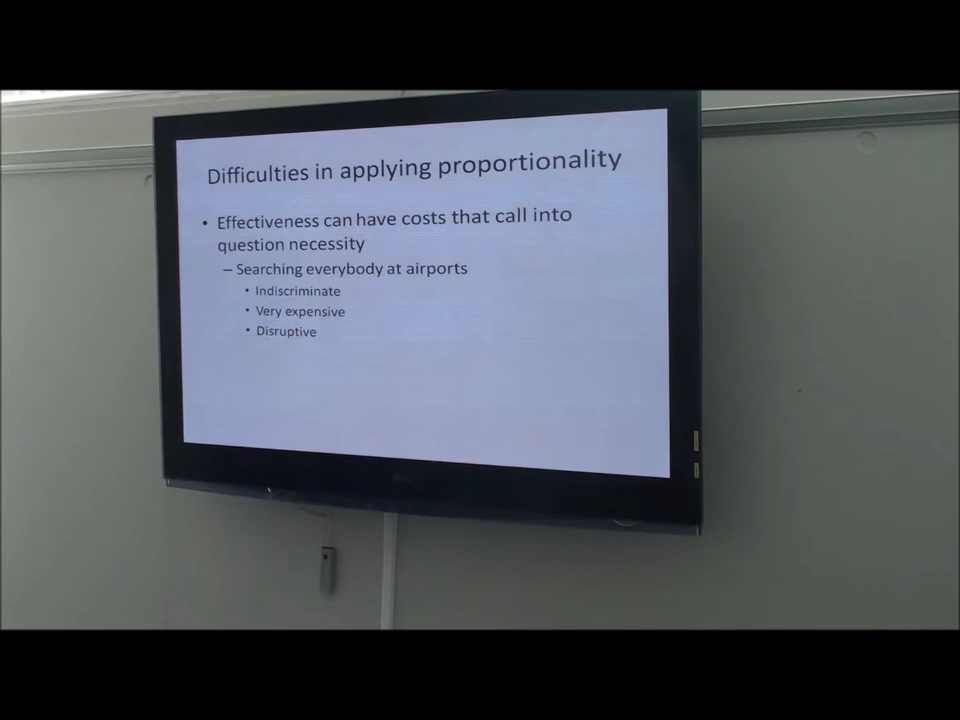 Difficulties in applying proportionality
• Effectiveness can have costs that call into
question necessity
– Searching everybody at airports
• Indiscriminate
• Very expensive
• Disruptive